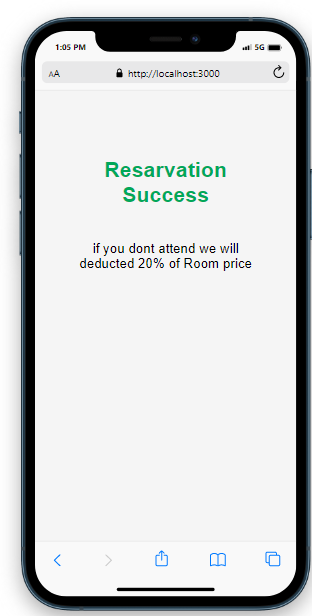 1:05 PM 5G
AA http://localhost:3000
Resarvation
Success
if you dont attend we will
deducted 20% of Room price